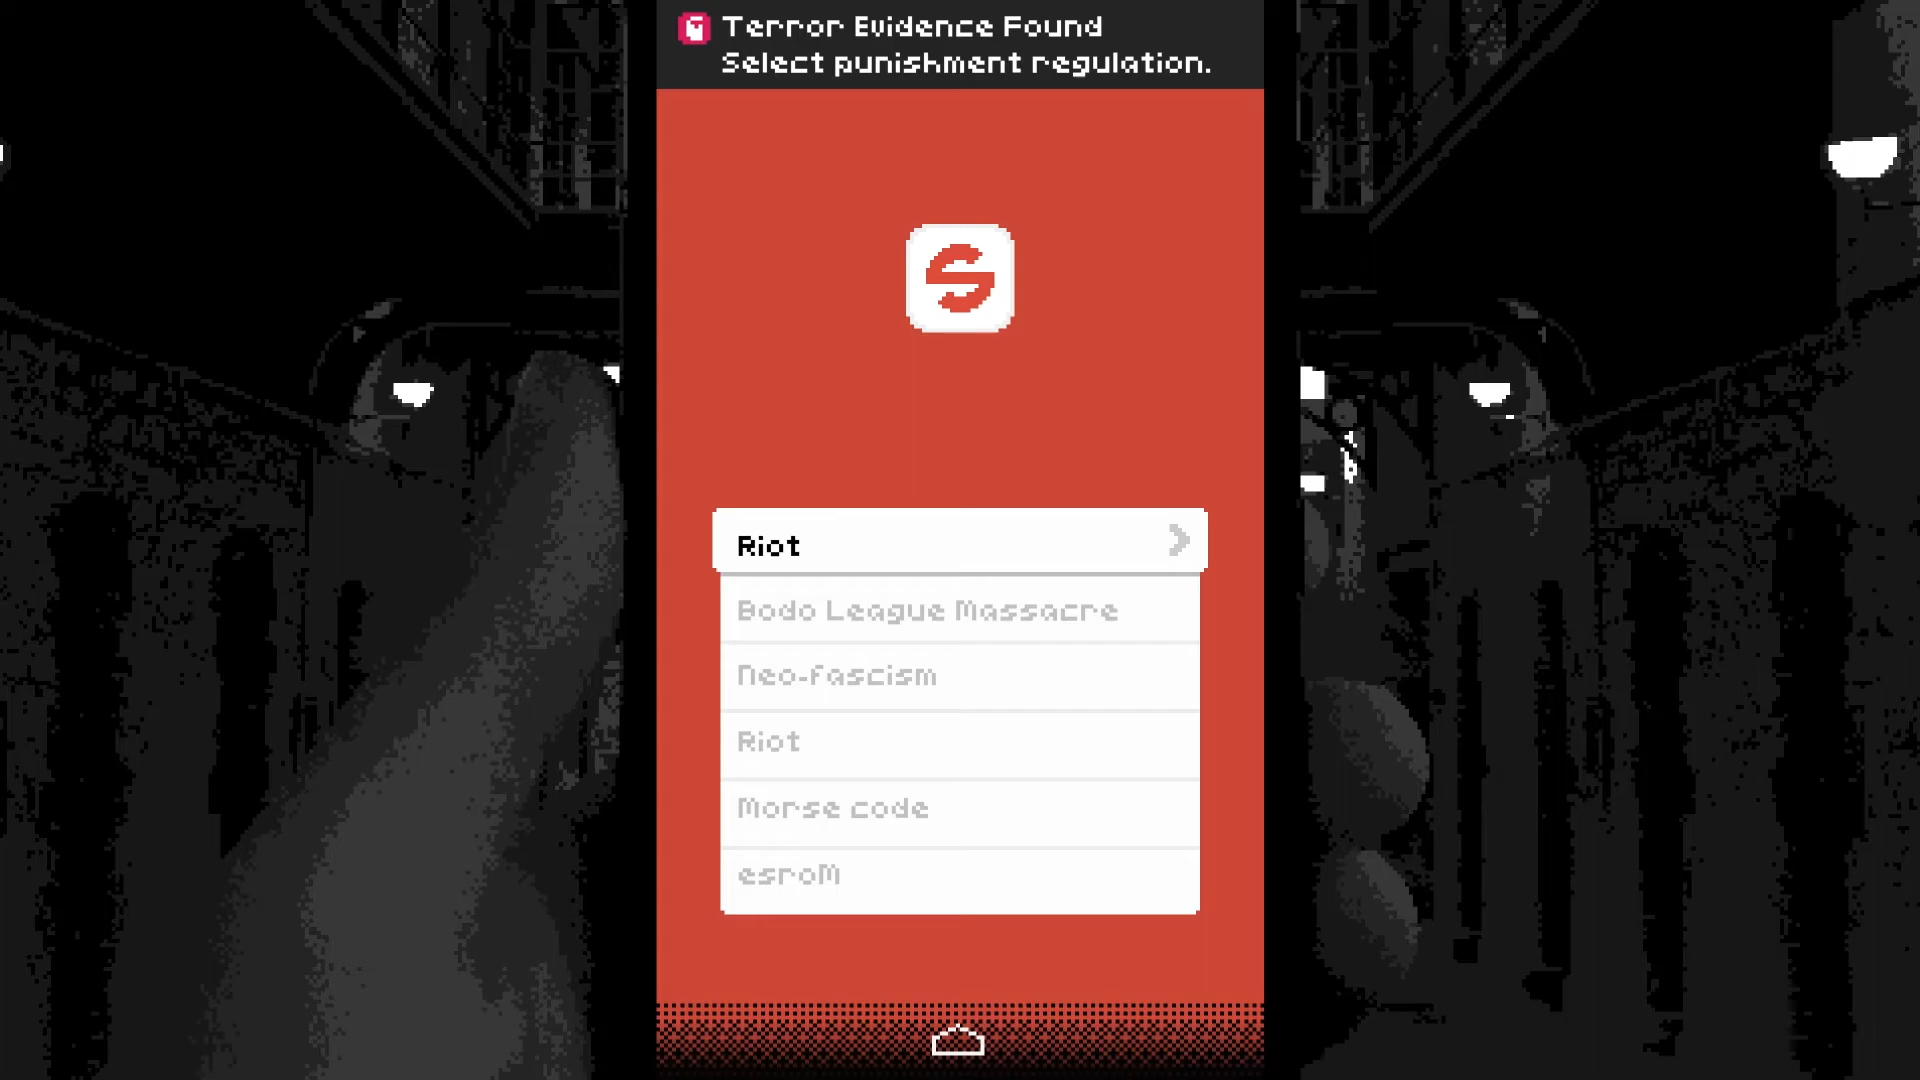 Terror Evidence Found
Select punishment regulation.
S
Riot
Bodo League Massacre
Neo-fascism
Riot
Morse code
esroM